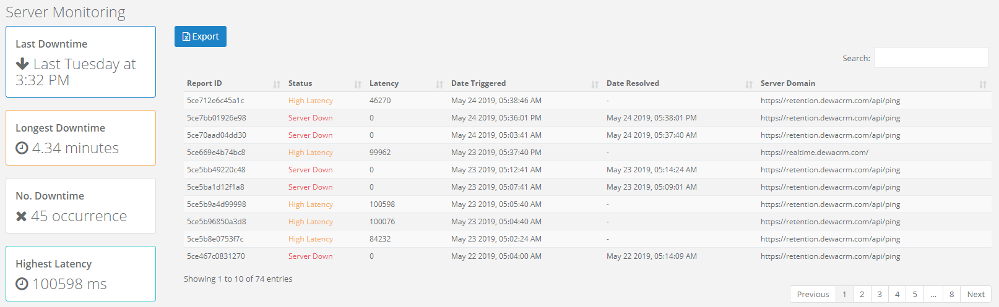 Server Monitoring
Last Downtime
Last Tuesday at
3:32 PM
Longest Downtime
4.34 minutes
No. Downtime
45 occurrence
Highest Latency
100598 ms
Export
Search:
Report ID Status Latency Date Triggered Date Resolved Server Domain
5ce712e6c45a1c High Latency 46270 May 24 2019, 05:38:46 AM - https://retention.dewacrm.com/api/ping
5ce7bb01926e98 Server Down 0 May 24 2019, 05:36:01 PM May 24 2019, 05:38:01 PM https://retention.dewacrm.com/api/ping
5ce70aad04dd30 Server Down 0 May 24 2019, 05:03:41 AM May 24 2019, 05:37:40 AM https://retention.dewacrm.com/api/ping
5ce669e4b74bc8 High Latency 99962 May 23 2019, 05:37:40 PM - https://realtime.dewacrm.com/
5ce5bb49220c48 Server Down 0 May 23 2019, 05:12:41 AM May 23 2019, 05:14:24 AM https://retention.dewacrm.com/api/ping
5ce5ba1d12f1a8 Server Down 0 May 23 2019, 05:07:41 AM May 23 2019, 05:09:01 AM https://retention.dewacrm.com/api/ping
5ce5b9a4d99998 High Latency 100598 May 23 2019, 05:05:40 AM - https://retention.dewacrm.com/api/ping
5ce5b96850a3d8 High Latency 100076 May 23 2019, 05:04:40 AM - https://retention.dewacrm.com/api/ping
5ce5b8e0753f7c High Latency 84232 May 23 2019, 05:02:24 AM - https://retention.dewacrm.com/api/ping
5ce467c0831270 Server Down 0 May 22 2019, 05:04:00 AM May 22 2019, 05:14:09 AM https://retention.dewacrm.com/api/ping
Showing 1 to 10 of 74 entries
Previous 1 2 3 4 5 ... 8 Next